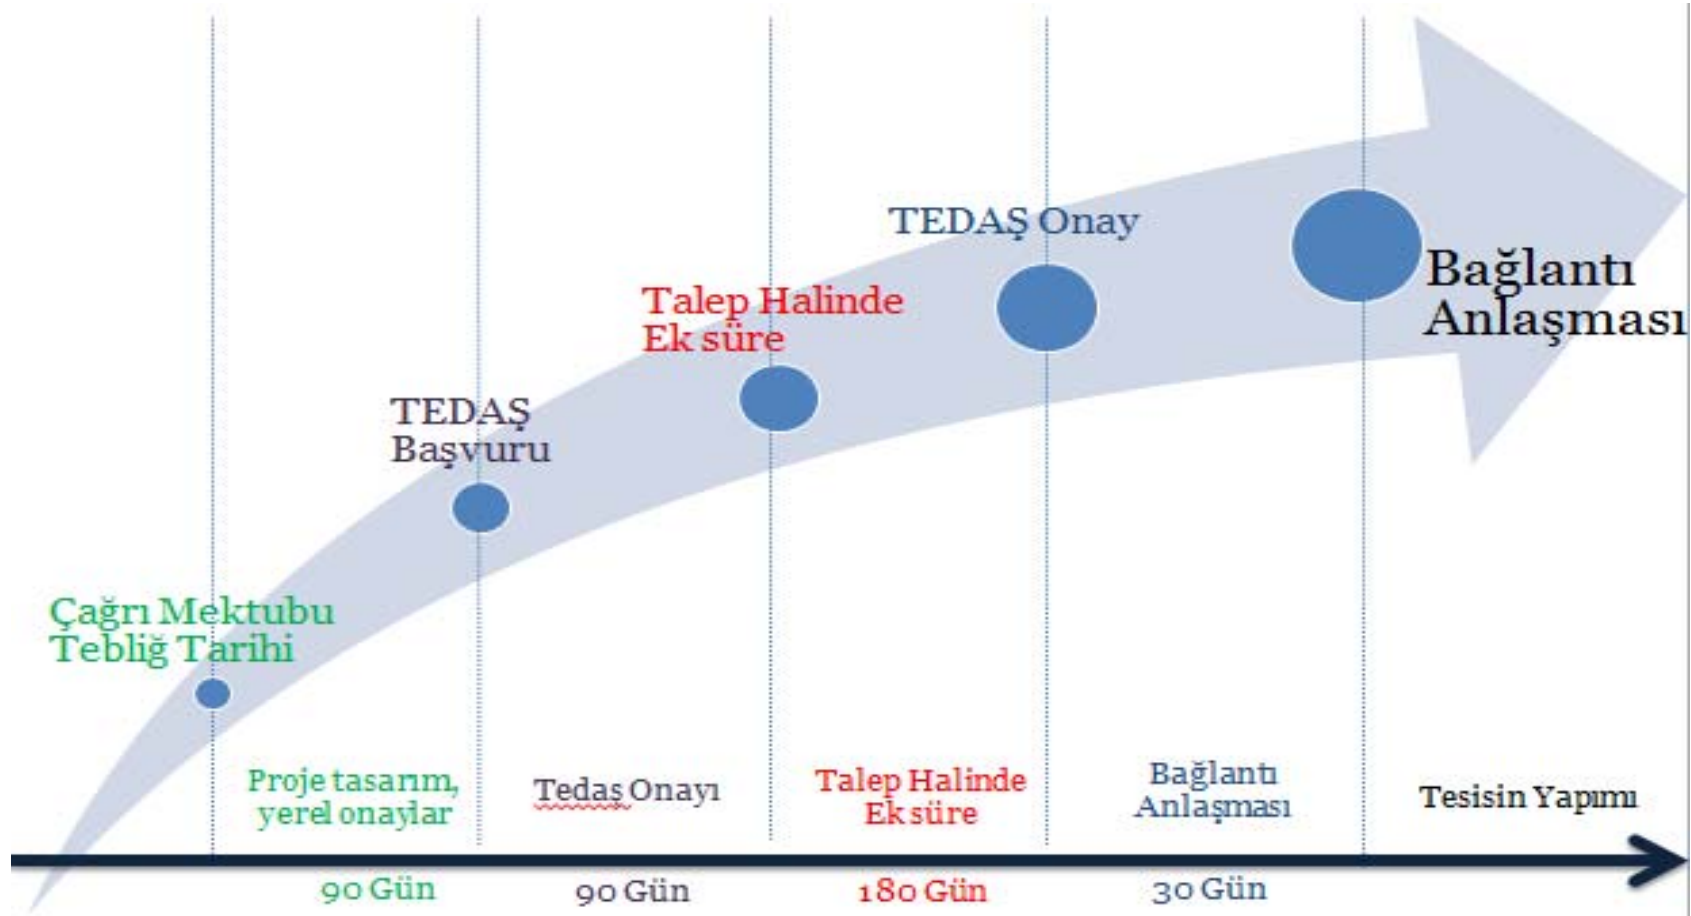 TEDAŞ Onay
Bağlantı
Anlaşması
Talep Halinde
Ek süre
TEDAŞ
Başvuru
Çağrı Mektubu
Tebliğ Tarihi
Proje tasarım,
yerel onaylar
Tedaş Onayı
Talep Halinde
Ek süre
Bağlantı
Anlaşması
Tesisin Yapımı
90 Gün
90 Gün
180 Gün
30 Gün